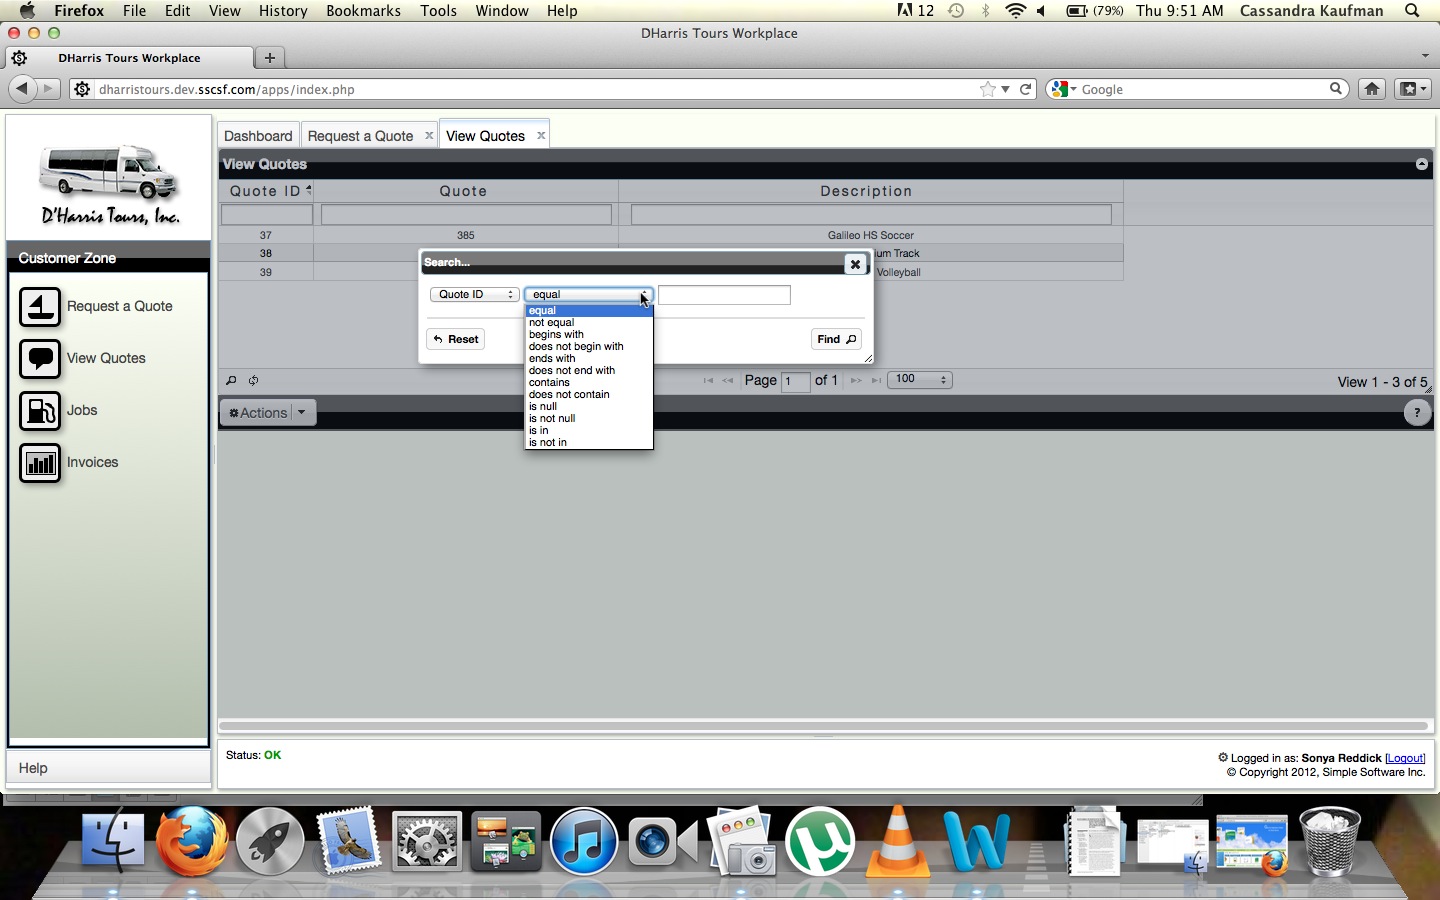 Firefox File Edit View History Bookmarks Tools Window Help 12 (79%) Thu 9:51 AM Cassandra Kaufman
DHarris Tours Workplace
DHarris Tours Workplace
dharristours.dev.sscsf.com/apps/index.php Google
D'Harris Tours, Inc.
Customer Zone
Request a Quote
View Quotes
Jobs
Invoices
Help
Dashboard Request a Quote View Quotes
View Quotes
Quote ID Quote Description
37 385 Galileo HS Soccer
38 um Track
39 Volleyball
Search...
Quote ID equal
equal
not equal
begins with
does not begin with
ends with
does not end with
contains
does not contain
is null
is not null
is in
is not in
Reset Find
Page 1 of 1 100 View 1 - 3 of 5
Actions ?
Status: OK
Logged in as: Sonya Reddick [Logout]
© Copyright 2012, Simple Software Inc.